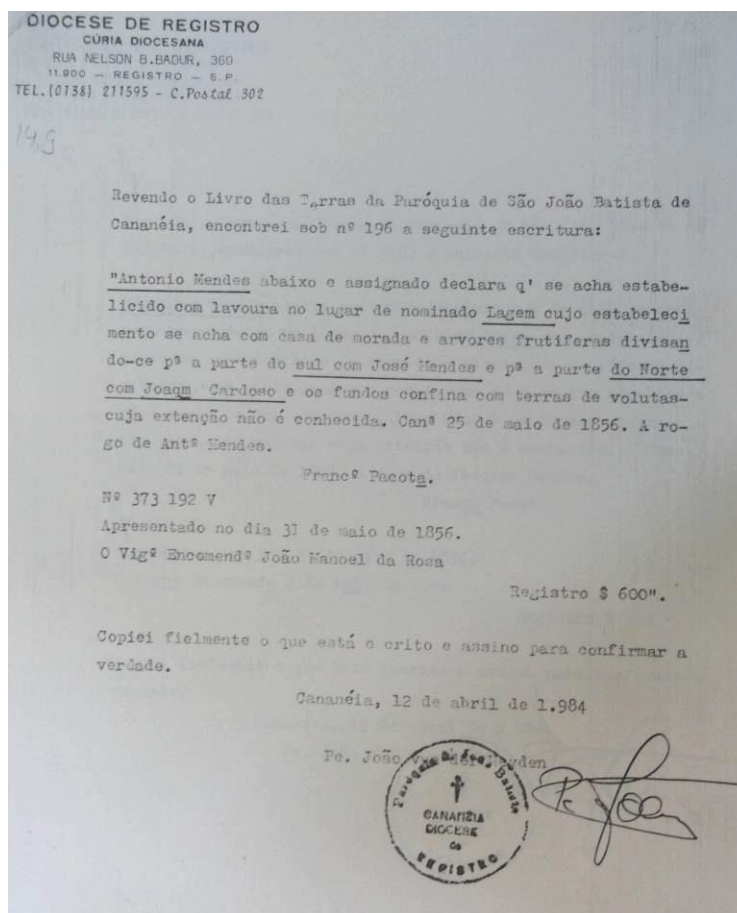 DIOCESE DE REGISTRO
CÚRIA DIOCESANA
RUA NELSON B.BADUR, 360
11.900 — REGISTRO — S.P.
TEL.(0138) 211595 - C.Postal 302
14.9
Revendo o Livro das Terras da Paróquia de São João Batista de
Cananéia, encontrei sob nº 196 a seguinte escritura:
"Antonio Mendes abaixo e assignado declara q' se acha estabe-
licido com lavoura no lugar de nominado Lagem cujo estabeleci
mento se acha com casa de morada e arvores frutiferas divisan
do-ce pª a parte do sul com José Mendes e pª a parte do Norte
com Joaqm Cardoso e os fundos confina com terras de volutas-
cuja extenção não é conhecida. Canª 25 de maio de 1856. A ro-
go de Antº Mendes.
Francº Pacota.
Nº 373 192 V
Apresentado no dia 31 de maio de 1856.
O Vigº Encomendº João Manoel da Rosa
Registro $ 600".
Copiei fielmente o que está e crito e assino para confirmar a
verdade.
Cananéia, 12 de abril de 1.984
Pe. João
Paróquia S. João Batista
CANANÉIA
DIOCESE
de
REGISTRO